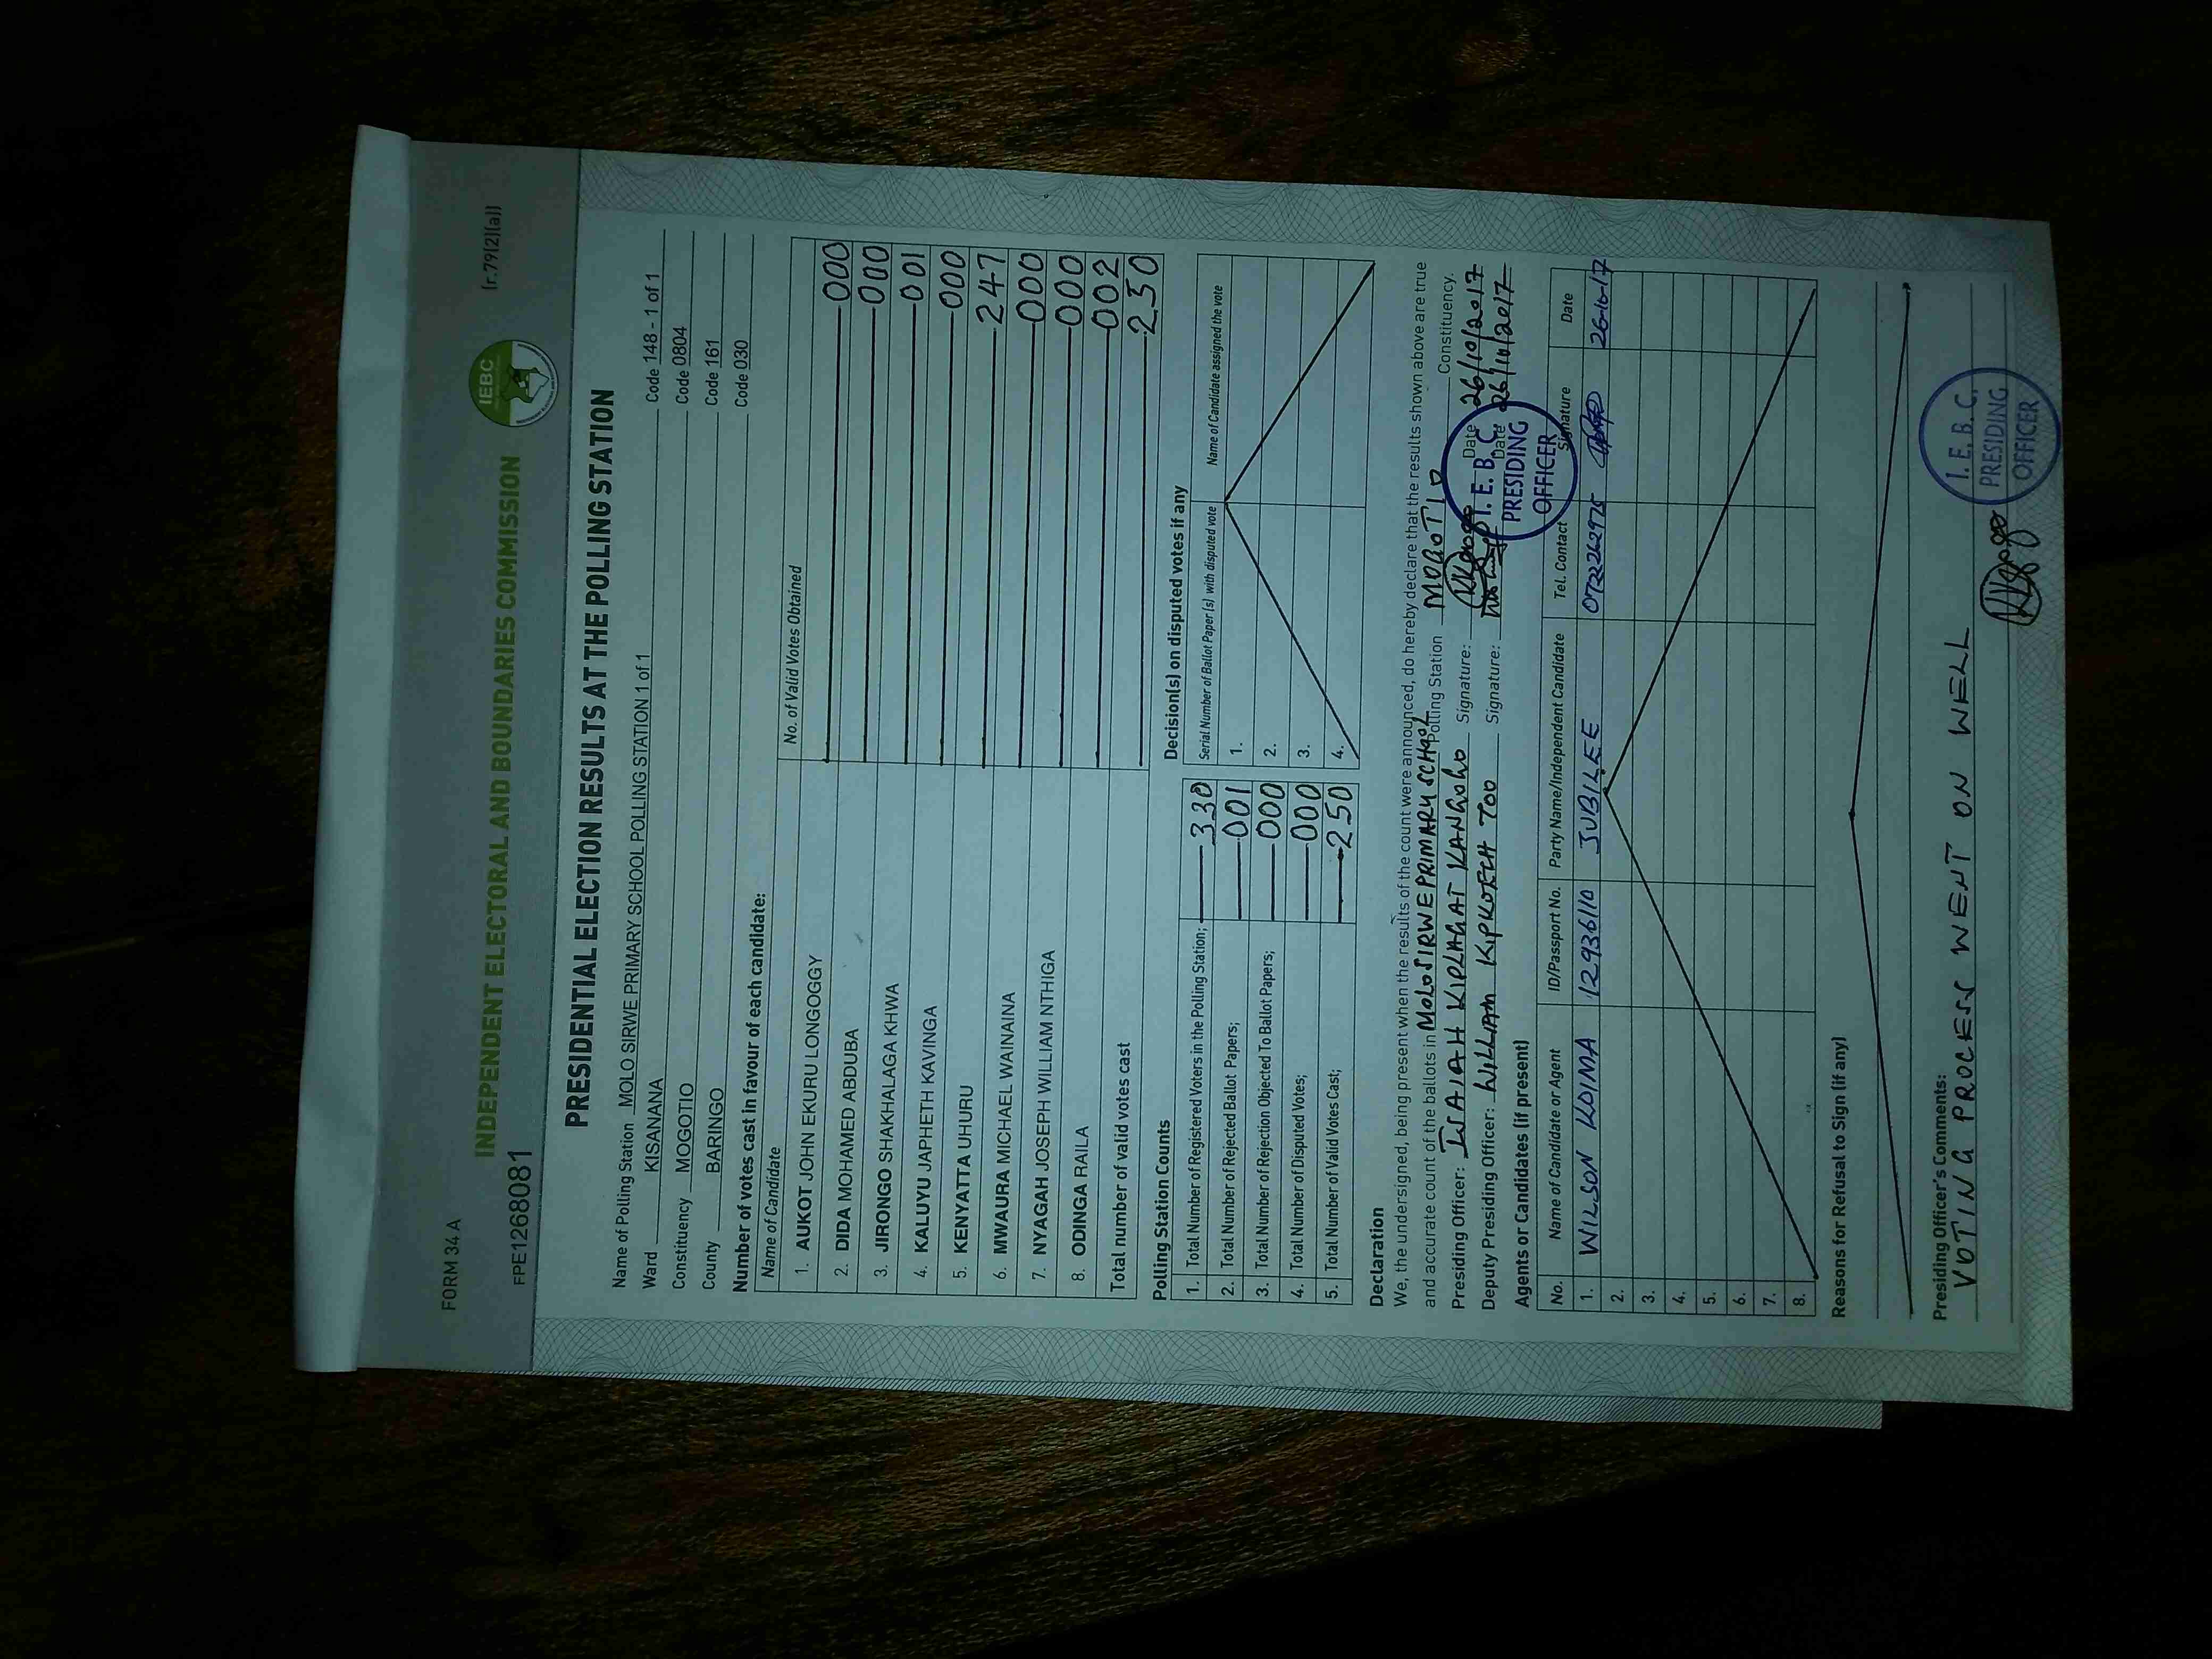 FORM 34 A
(r.79(2)(a))
IEBC
INDEPENDENT ELECTORAL AND BOUNDARIES COMMISSION
FPE1268081
PRESIDENTIAL ELECTION RESULTS AT THE POLLING STATION
Name of Polling Station MOLO SIRWE PRIMARY SCHOOL POLLING STATION 1 of 1 Code 148 - 1 of 1
Ward KISANANA Code 0804
Constituency MOGOTIO Code 161
County BARINGO Code 030
Number of votes cast in favour of each candidate:
Name of Candidate No. of Valid Votes Obtained
1. AUKOT JOHN EKURU LONGOGGY 000
2. DIDA MOHAMED ABDUBA 000
3. JIRONGO SHAKHALAGA KHWA 001
4. KALUYU JAPHETH KAVINGA 000
5. KENYATTA UHURU 247
6. MWAURA MICHAEL WAINAINA 000
7. NYAGAH JOSEPH WILLIAM NTHIGA 000
8. ODINGA RAILA 002
Total number of valid votes cast 250
Polling Station Counts
1. Total Number of Registered Voters in the Polling Station; 330
2. Total Number of Rejected Ballot Papers; 001
3. Total Number of Rejection Objected To Ballot Papers; 000
4. Total Number of Disputed Votes; 000
5. Total Number of Valid Votes Cast; 250
Decision(s) on disputed votes if any
Serial Number of Ballot Paper(s) with disputed vote Name of Candidate assigned the vote
1.
2.
3.
4.
Declaration
We, the undersigned, being present when the results of the count were announced, do hereby declare that the results shown above are true
and accurate count of the ballots in MOLO SIRWE PRIMARY SCHOOL Polling Station MOGOTIO Constituency.
Presiding Officer: ISAIAH KIPLAGAT KANGOGO Signature: Date 26/10/2017
Deputy Presiding Officer: WILLIAM KIPKOECH TOO Signature: Date 26/10/2017
I. E. B. C.
PRESIDING
OFFICER
Agents or Candidates (if present)
No. Name of Candidate or Agent ID/Passport No. Party Name/Independent Candidate Tel. Contact Signature Date
1. WILSON KOIMA 12936110 JUBILEE 0722262975 26-10-17
2.
3.
4.
5.
6.
7.
8.
Reasons for Refusal to Sign (if any)
Presiding Officer's Comments:
VOTING PROCESS WENT ON WELL
I. E. B. C.
PRESIDING
OFFICER